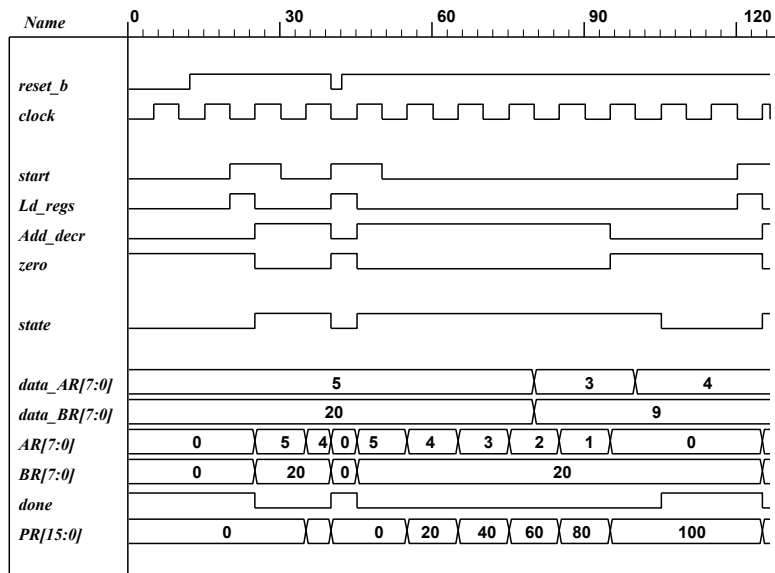 Name 0 30 60 90 120
reset_b
clock
start
Ld_regs
Add_decr
zero
state
data_AR[7:0] 5 3 4
data_BR[7:0] 20 9
AR[7:0] 0 5 4 0 5 4 3 2 1 0
BR[7:0] 0 20 0 20
done
PR[15:0] 0 0 20 40 60 80 100